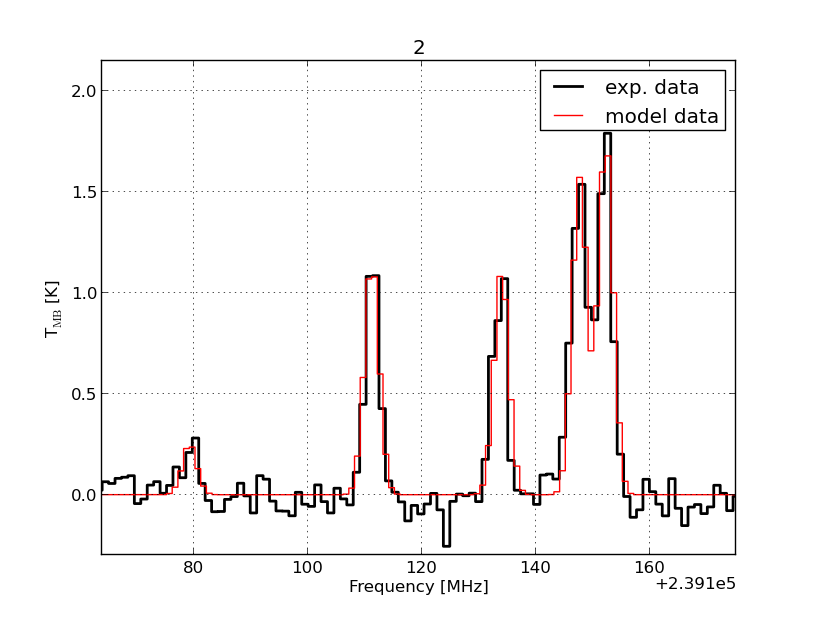 2
exp. data
model data
2.0
1.5
1.0
0.5
0.0
T_MB [K]
80
100
120
140
160
Frequency [MHz]
+2.391e5